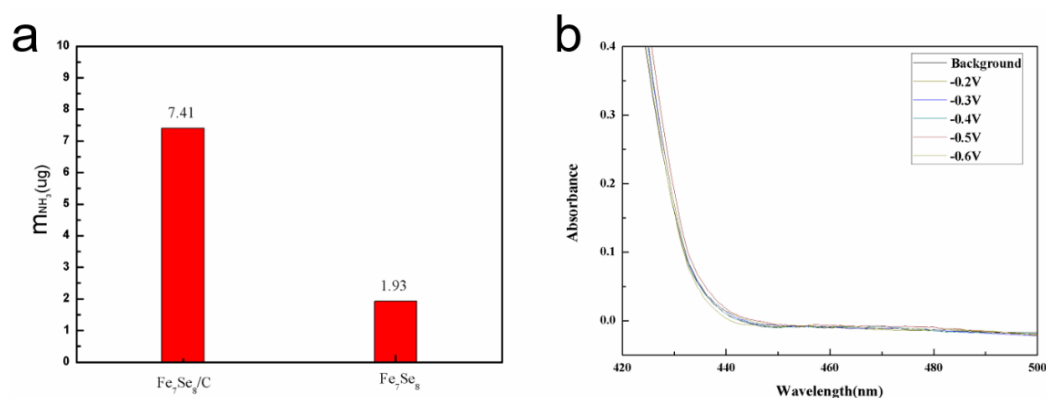 a
10
9
8
7
6
5
4
3
2
1
0
m_NH₃(ug)
7.41
1.93
Fe₇Se₈/C
Fe₇Se₈
b
0.4
0.3
0.2
0.1
0.0
Absorbance
Background
-0.2V
-0.3V
-0.4V
-0.5V
-0.6V
420 440 460 480 500
Wavelength(nm)